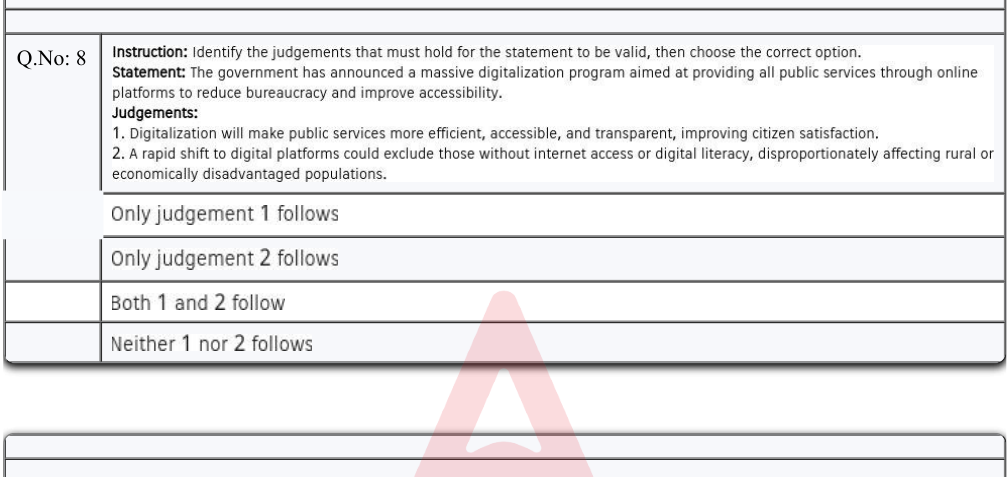 Q.No: 8
Instruction: Identify the judgements that must hold for the statement to be valid, then choose the correct option.
Statement: The government has announced a massive digitalization program aimed at providing all public services through online
platforms to reduce bureaucracy and improve accessibility.
Judgements:
1. Digitalization will make public services more efficient, accessible, and transparent, improving citizen satisfaction.
2. A rapid shift to digital platforms could exclude those without internet access or digital literacy, disproportionately affecting rural or
economically disadvantaged populations.
Only judgement 1 follows
Only judgement 2 follows
Both 1 and 2 follow
Neither 1 nor 2 follows